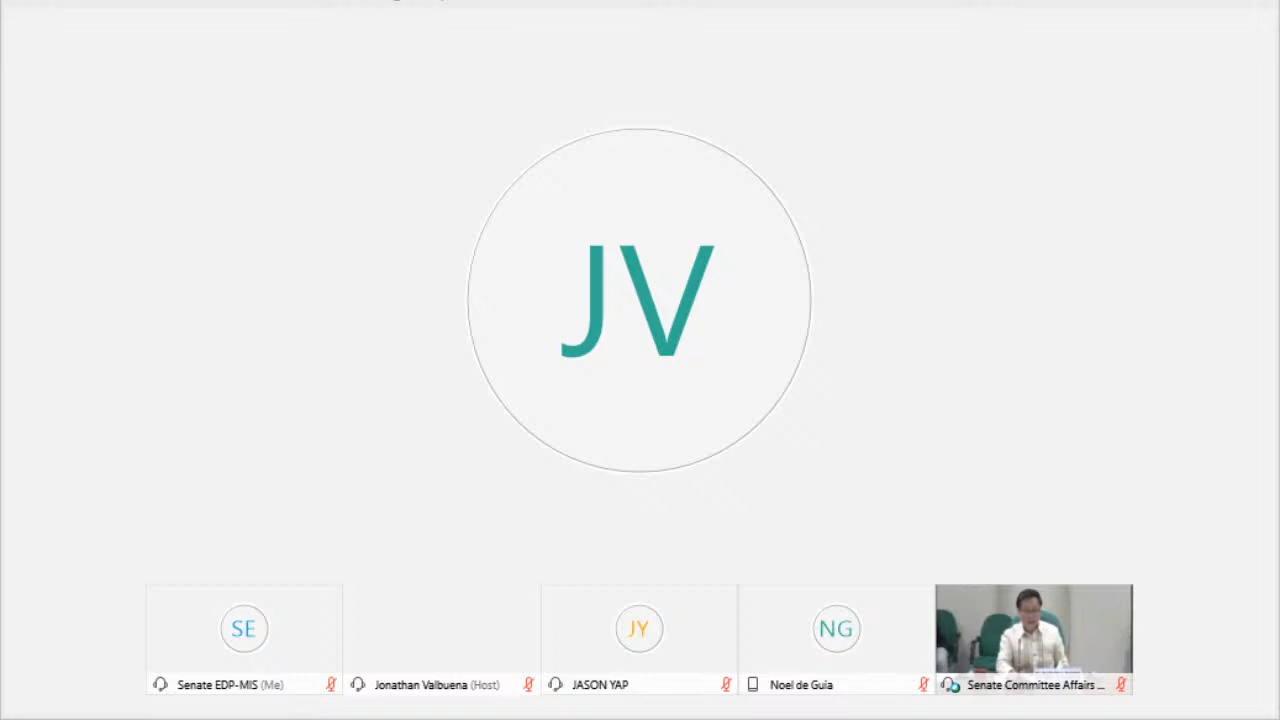 JV
SE
JY
NG
Senate EDP-MIS (Me)
Jonathan Valbuena (Host)
JASON YAP
Noel de Guia
Senate Committee Affairs ...